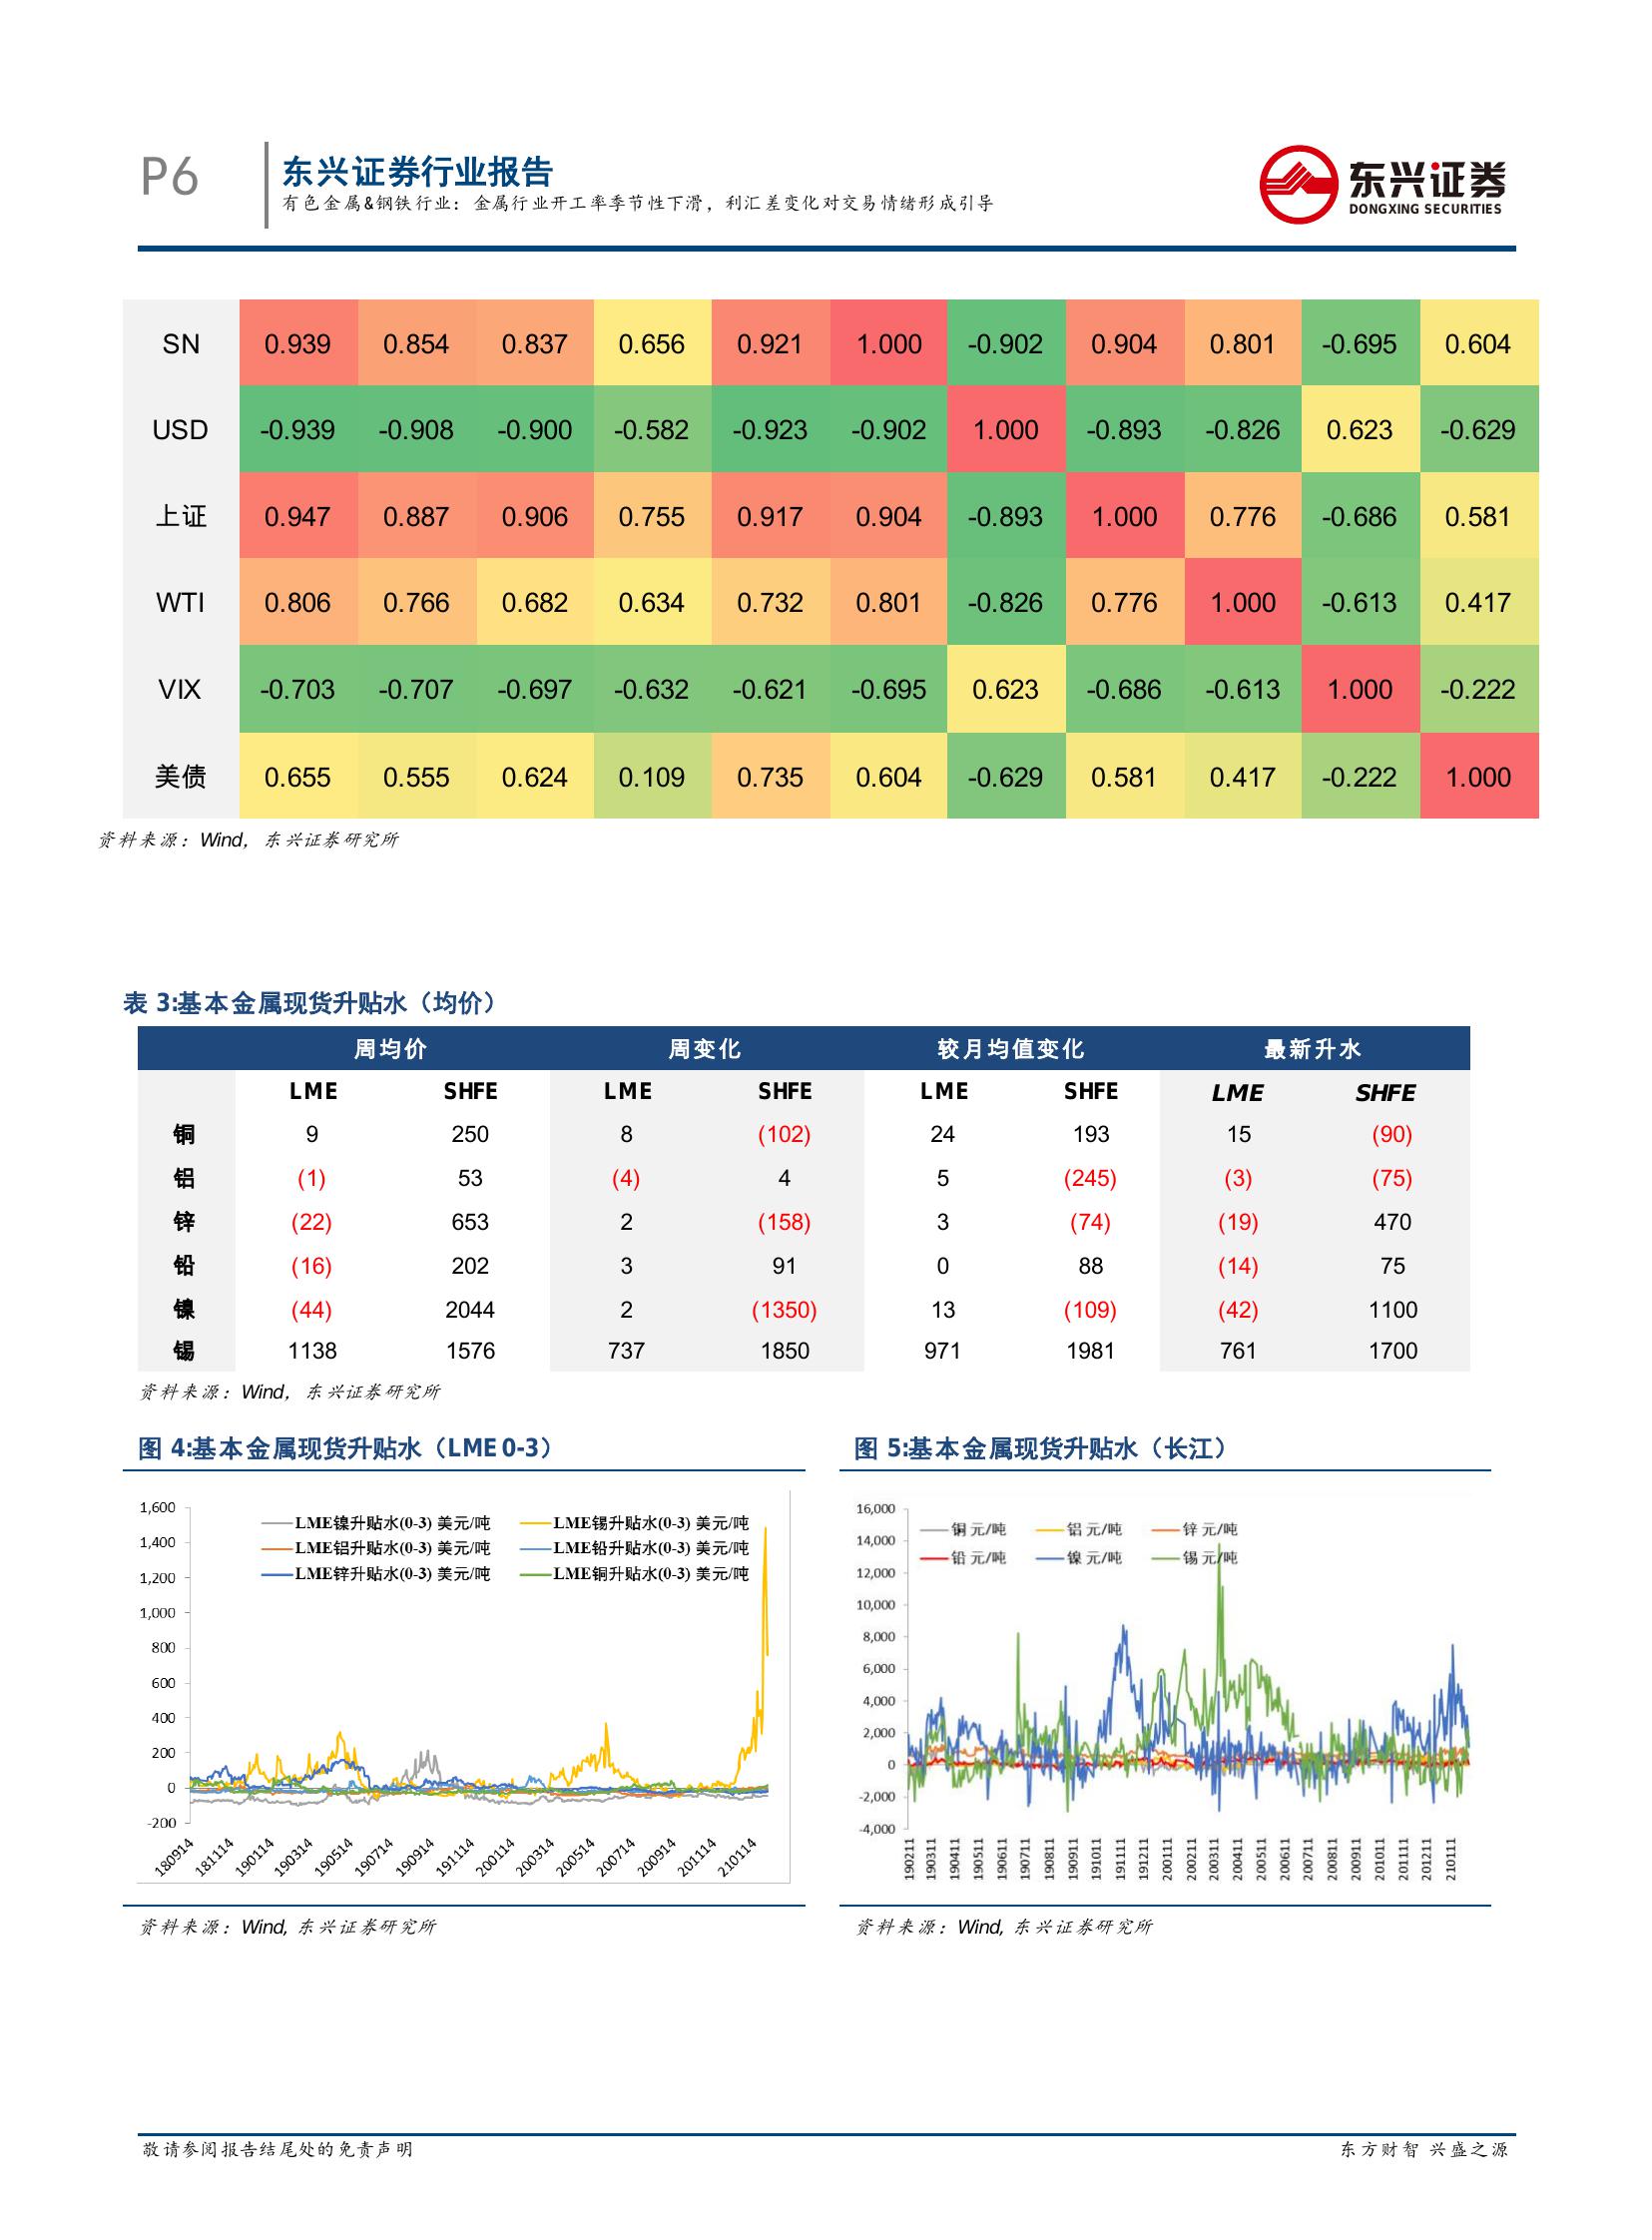 P6
东兴证券行业报告
有色金属&钢铁行业：金属行业开工率季节性下滑，利汇差变化对交易情绪形成引导
东兴证券
DONGXING SECURITIES
SN 0.939 0.854 0.837 0.656 0.921 1.000 -0.902 0.904 0.801 -0.695 0.604
USD -0.939 -0.908 -0.900 -0.582 -0.923 -0.902 1.000 -0.893 -0.826 0.623 -0.629
上证 0.947 0.887 0.906 0.755 0.917 0.904 -0.893 1.000 0.776 -0.686 0.581
WTI 0.806 0.766 0.682 0.634 0.732 0.801 -0.826 0.776 1.000 -0.613 0.417
VIX -0.703 -0.707 -0.697 -0.632 -0.621 -0.695 0.623 -0.686 -0.613 1.000 -0.222
美债 0.655 0.555 0.624 0.109 0.735 0.604 -0.629 0.581 0.417 -0.222 1.000
资料来源：Wind，东兴证券研究所
表 3:基本金属现货升贴水（均价）
周均价 周变化 较月均值变化 最新升水
LME SHFE LME SHFE LME SHFE LME SHFE
铜 9 250 8 (102) 24 193 15 (90)
铝 (1) 53 (4) 4 5 (245) (3) (75)
锌 (22) 653 2 (158) 3 (74) (19) 470
铅 (16) 202 3 91 0 88 (14) 75
镍 (44) 2044 2 (1350) 13 (109) (42) 1100
锡 1138 1576 737 1850 971 1981 761 1700
资料来源：Wind，东兴证券研究所
图 4:基本金属现货升贴水（LME 0-3）
LME镍升贴水(0-3) 美元/吨 LME锡升贴水(0-3) 美元/吨
LME铝升贴水(0-3) 美元/吨 LME铅升贴水(0-3) 美元/吨
LME锌升贴水(0-3) 美元/吨 LME铜升贴水(0-3) 美元/吨
1,600
1,400
1,200
1,000
800
600
400
200
0
-200
180914 181114 190114 190314 190514 190714 190914 191114 200114 200314 200514 200714 200914 201114 210114
资料来源：Wind, 东兴证券研究所
图 5:基本金属现货升贴水（长江）
铜 元/吨 铝 元/吨 锌 元/吨
铅 元/吨 镍 元/吨 锡 元/吨
16,000
14,000
12,000
10,000
8,000
6,000
4,000
2,000
0
-2,000
-4,000
190211 190311 190411 190511 190611 190711 190811 190911 191011 191111 191211 200111 200211 200311 200411 200511 200611 200711 200811 200911 201011 201111 201211 210111
资料来源：Wind, 东兴证券研究所
敬请参阅报告结尾处的免责声明
东方财智 兴盛之源